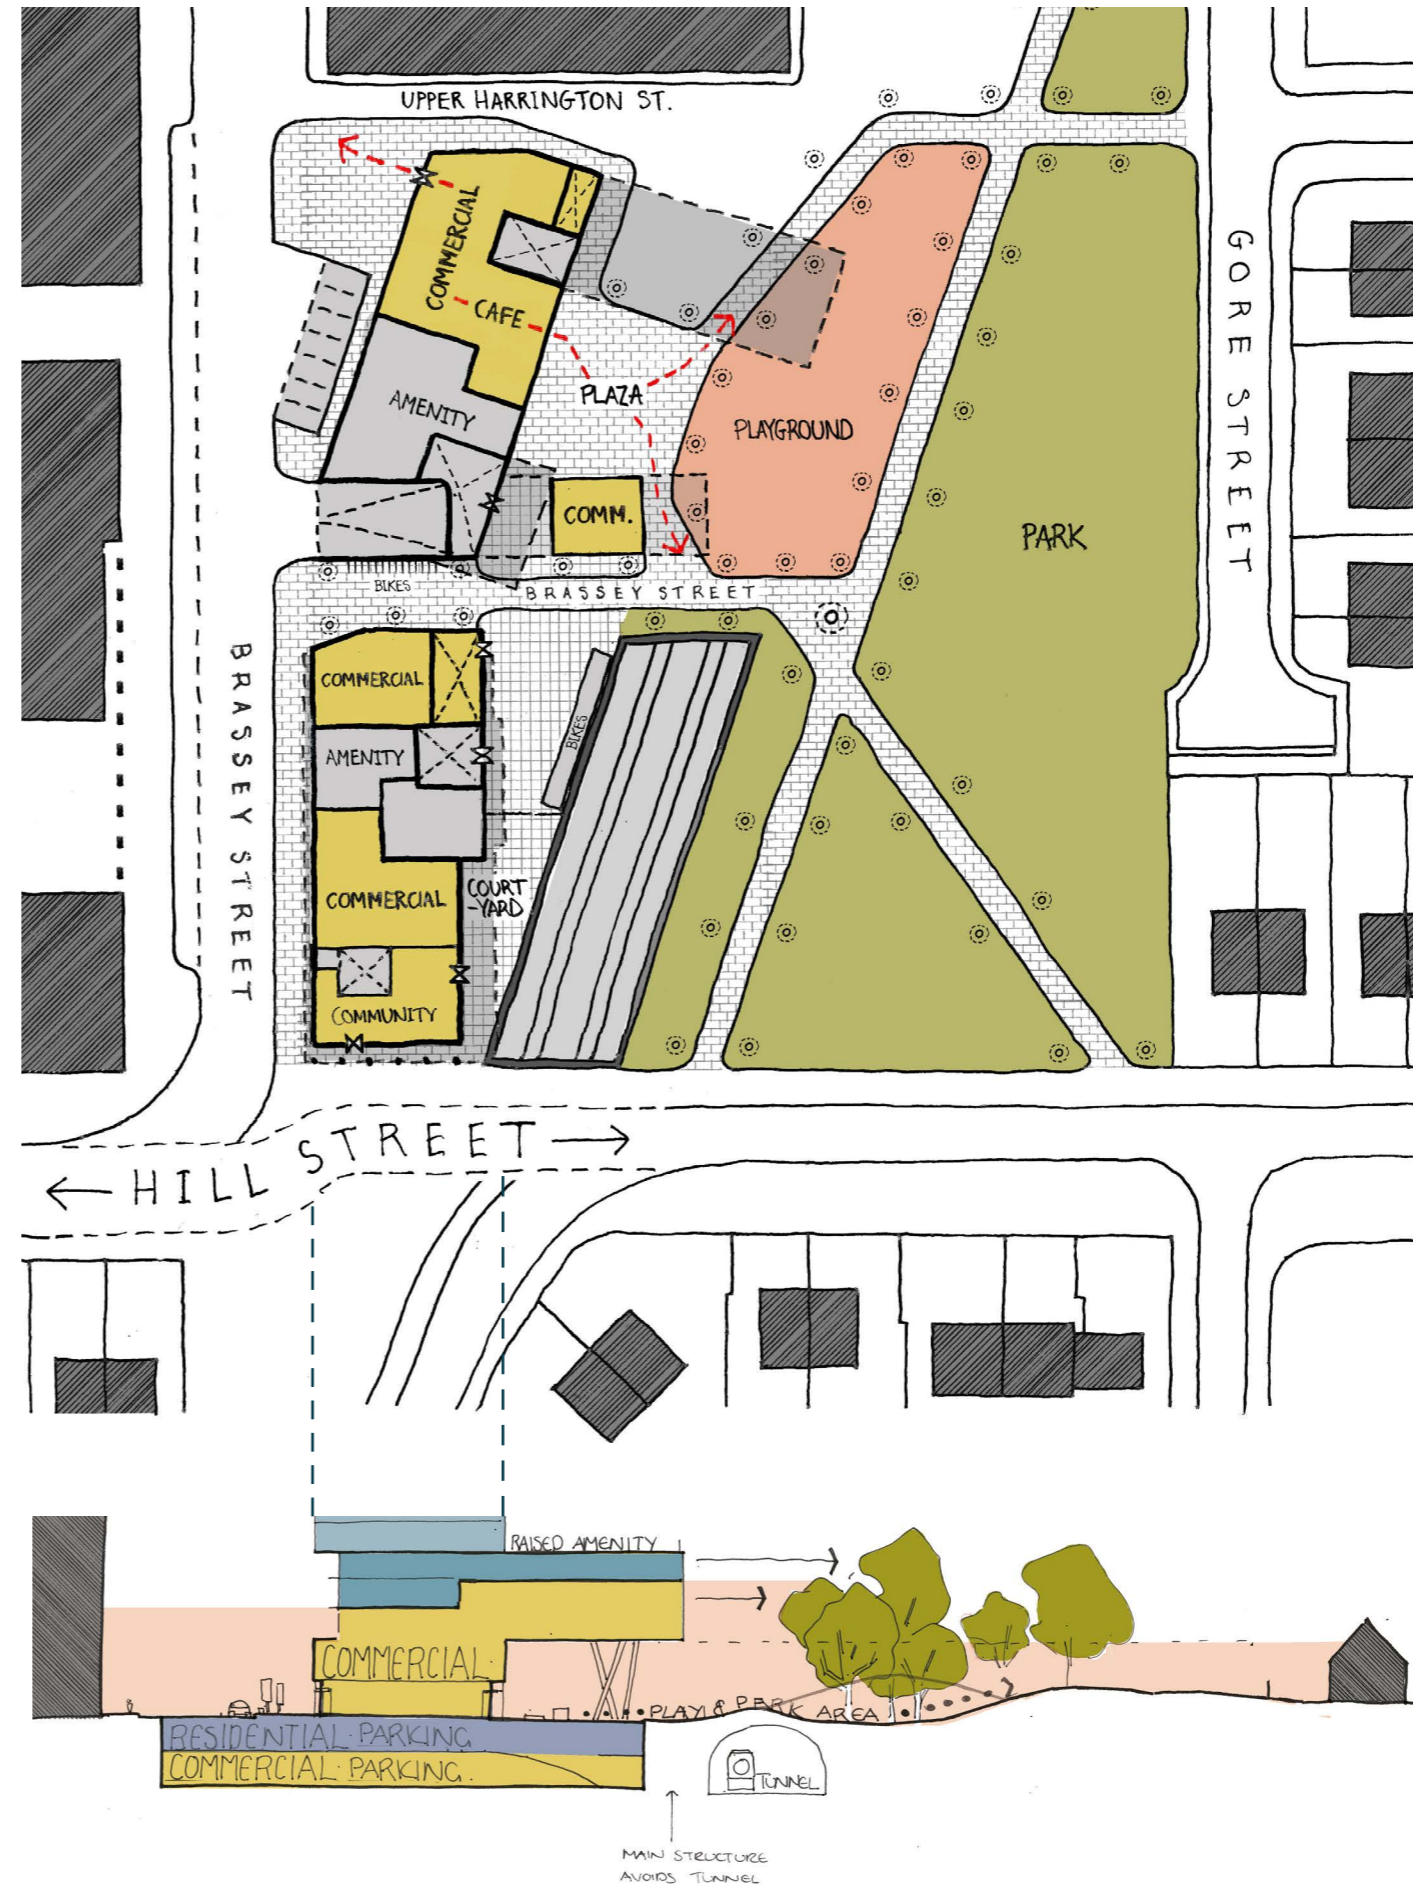 UPPER HARRINGTON ST.
COMMERCIAL
CAFE
AMENITY
PLAZA
PLAYGROUND
COMM.
PARK
GORE STREET
BIKES
BRASSEY STREET
COMMERCIAL
AMENITY
BIKES
BRASSEY STREET
COMMERCIAL
COURT
-YARD
COMMUNITY
HILL STREET
RAISED AMENITY
COMMERCIAL
PLAY & PARK AREA
RESIDENTIAL PARKING
COMMERCIAL PARKING.
TUNNEL
MAIN STRUCTURE
AVOIDS TUNNEL